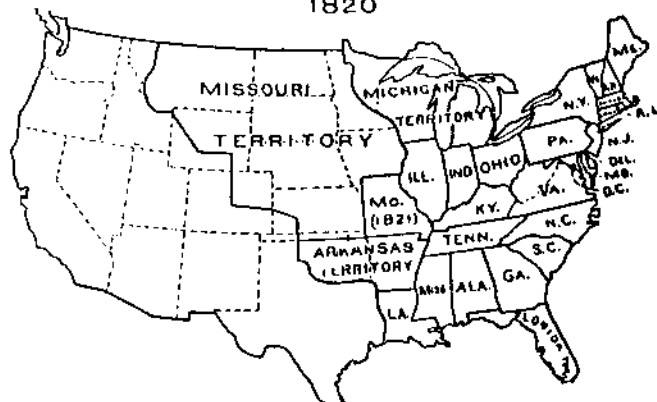 1820
ME.
MISSOURI
MICHIGAN
N.Y.
R.I.
TERRITORY
TERRITORY
PA.
N.J.
ILL.
IND
OHIO
DEL.
MD.
D.C.
MO.
(1821)
KY.
VA.
N.C.
TENN.
ARKANSAS
TERRITORY
S.C.
MISS
ALA.
GA.
LA.
FLORIDA